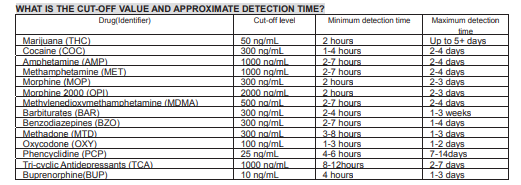 WHAT IS THE CUT-OFF VALUE AND APPROXIMATE DETECTION TIME?
Drug(Identifier) Cut-off level Minimum detection time Maximum detection time
Marijuana (THC) 50 ng/mL 2 hours Up to 5+ days
Cocaine (COC) 300 ng/mL 1-4 hours 2-4 days
Amphetamine (AMP) 1000 ng/mL 2-7 hours 2-4 days
Methamphetamine (MET) 1000 ng/mL 2-7 hours 2-4 days
Morphine (MOP) 300 ng/mL 2 hours 2-3 days
Morphine 2000 (OPI) 2000 ng/mL 2 hours 2-3 days
Methylenedioxymethamphetamine (MDMA) 500 ng/mL 2-7 hours 2-4 days
Barbiturates (BAR) 300 ng/mL 2-4 hours 1-3 weeks
Benzodiazepines (BZO) 300 ng/mL 2-7 hours 1-4 days
Methadone (MTD) 300 ng/mL 3-8 hours 1-3 days
Oxycodone (OXY) 100 ng/mL 1-3 hours 1-2 days
Phencyclidine (PCP) 25 ng/mL 4-6 hours 7-14days
Tri-cyclic Antidepressants (TCA) 1000 ng/mL 8-12hours 2-7 days
Buprenorphine(BUP) 10 ng/mL 4 hours 1-3 days